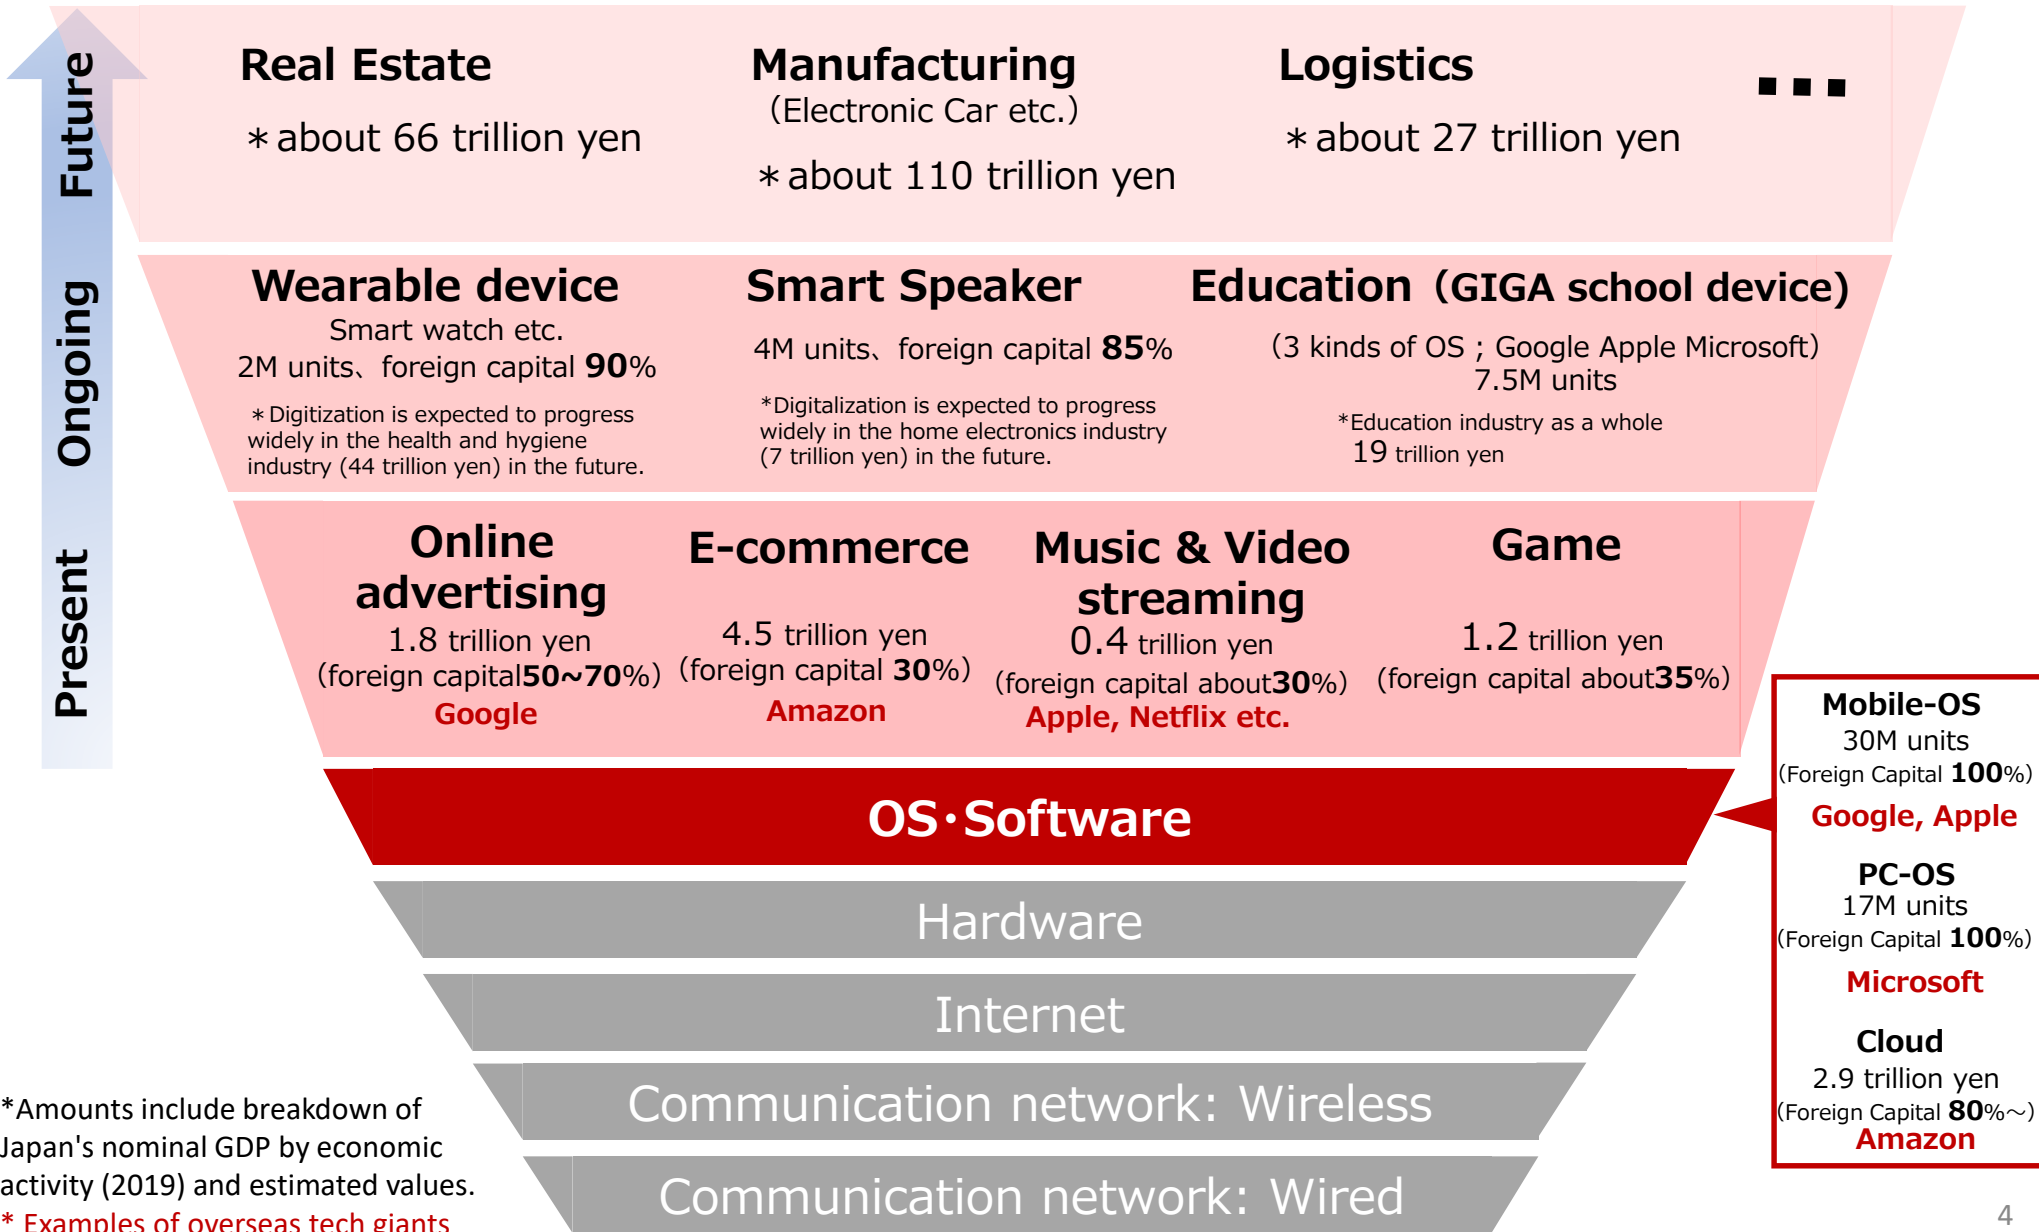 Future
Real Estate
＊about 66 trillion yen
Manufacturing
（Electronic Car etc.）
＊about 110 trillion yen
Logistics
＊about 27 trillion yen
...
Ongoing
Wearable device
Smart watch etc.
2M units、foreign capital 90%
＊Digitization is expected to progress
widely in the health and hygiene
industry (44 trillion yen) in the future.
Smart Speaker
4M units、foreign capital 85%
*Digitalization is expected to progress
widely in the home electronics industry
(7 trillion yen) in the future.
Education（GIGA school device)
（3 kinds of OS；Google Apple Microsoft）
7.5M units
*Education industry as a whole
19 trillion yen
Present
Online
advertising
1.8 trillion yen
(foreign capital50~70%）
Google
E-commerce
4.5 trillion yen
（foreign capital 30%）
Amazon
Music & Video
streaming
0.4 trillion yen
（foreign capital about30%）
Apple, Netflix etc.
Game
1.2 trillion yen
（foreign capital about35%）
OS･Software
Mobile-OS
30M units
（Foreign Capital 100%）
Google, Apple
PC-OS
17M units
（Foreign Capital 100%）
Microsoft
Cloud
2.9 trillion yen
（Foreign Capital 80%～）
Amazon
Hardware
Internet
Communication network: Wireless
Communication network: Wired
*Amounts include breakdown of
Japan's nominal GDP by economic
activity (2019) and estimated values.
* Examples of overseas tech giants
4